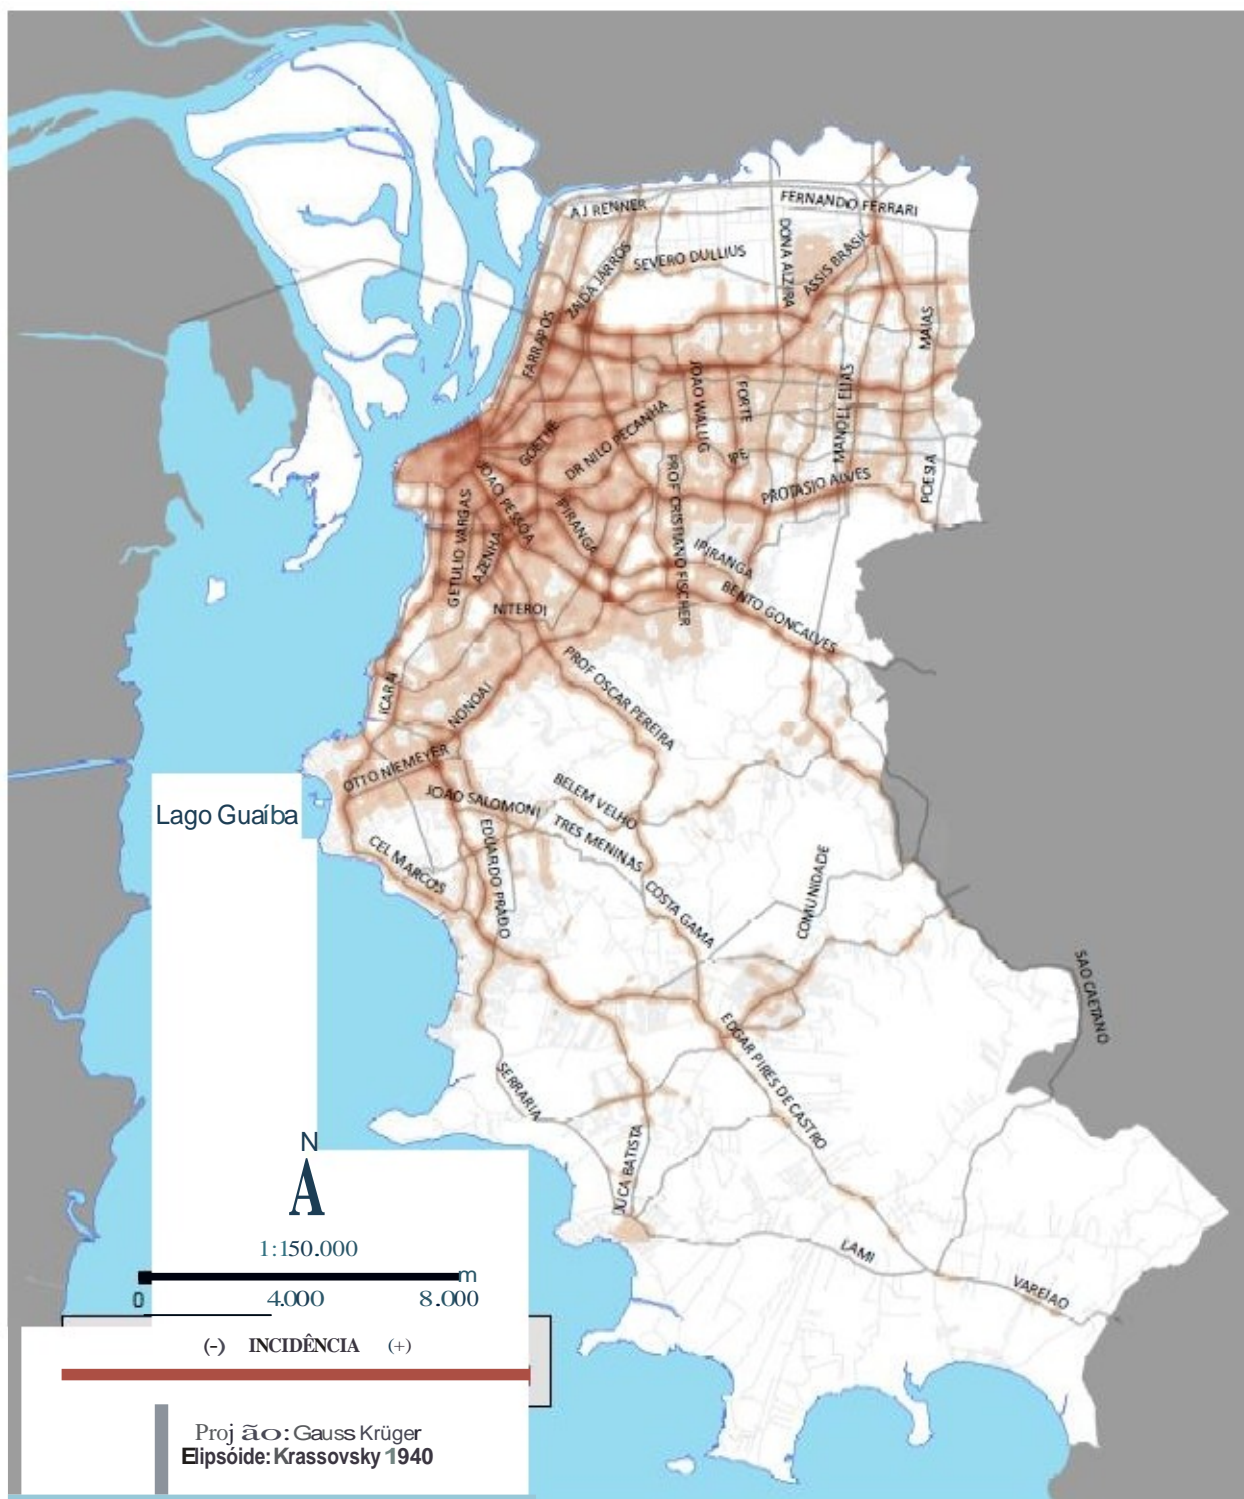 A J RENNER
FERNANDO FERRARI
DONA ALZIRA
ZAIDA JARROS
SEVERO DULLIUS
ASSIS BRASIL
FARRAPOS
MAIAS
JOAO WALLIG
FORTE
MANOEL ELIAS
GOETHE
DR NILO PECANHA
IPE
PROF CRISTIANO FISCHER
POESIA
PROTASIO ALVES
JOAO PESSOA
IPIRANGA
GETULIO VARGAS
AZENHA
IPIRANGA
NITEROI
BENTO GONCALVES
ICARAI
NONOAI
PROF OSCAR PEREIRA
OTTO NIEMEYER
BELEM VELHO
JOAO SALOMONI
Lago Guaíba
TRES MENINAS
EDUARDO PRADO
CEL MARCOS
COMUNIDADE
COSTA GAMA
SAO CAETANO
EDGAR PIRES DE CASTRO
SERRARIA
JUCA BATISTA
N
A
1:150.000
m
0 4.000 8.000
LAMI
VAREJAO
(-) INCIDÊNCIA (+)
Proj ão: Gauss Krüger
Elipsóide: Krassovsky 1940